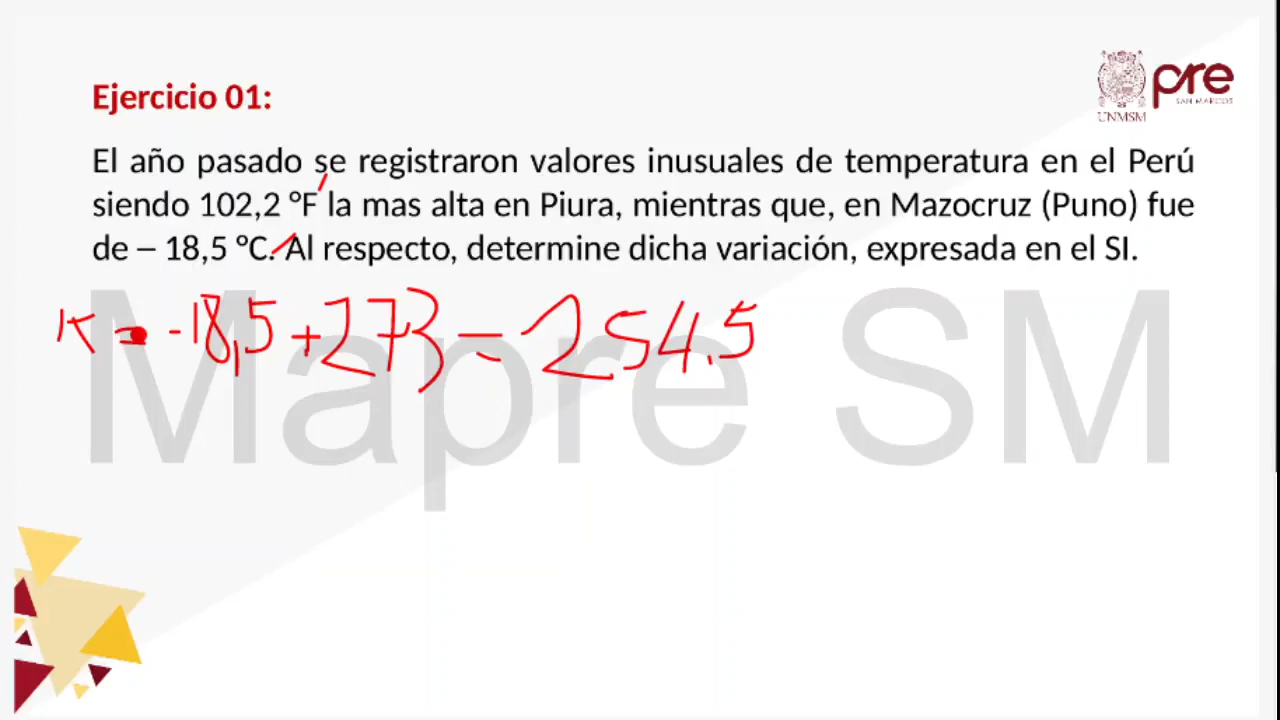 Ejercicio 01:
pre
SAN MARCOS
UNMSM
El año pasado se registraron valores inusuales de temperatura en el Perú
siendo 102,2 °F la mas alta en Piura, mientras que, en Mazocruz (Puno) fue
de – 18,5 °C. Al respecto, determine dicha variación, expresada en el SI.
K = -18,5 + 273 = 254.5
Mapre SM